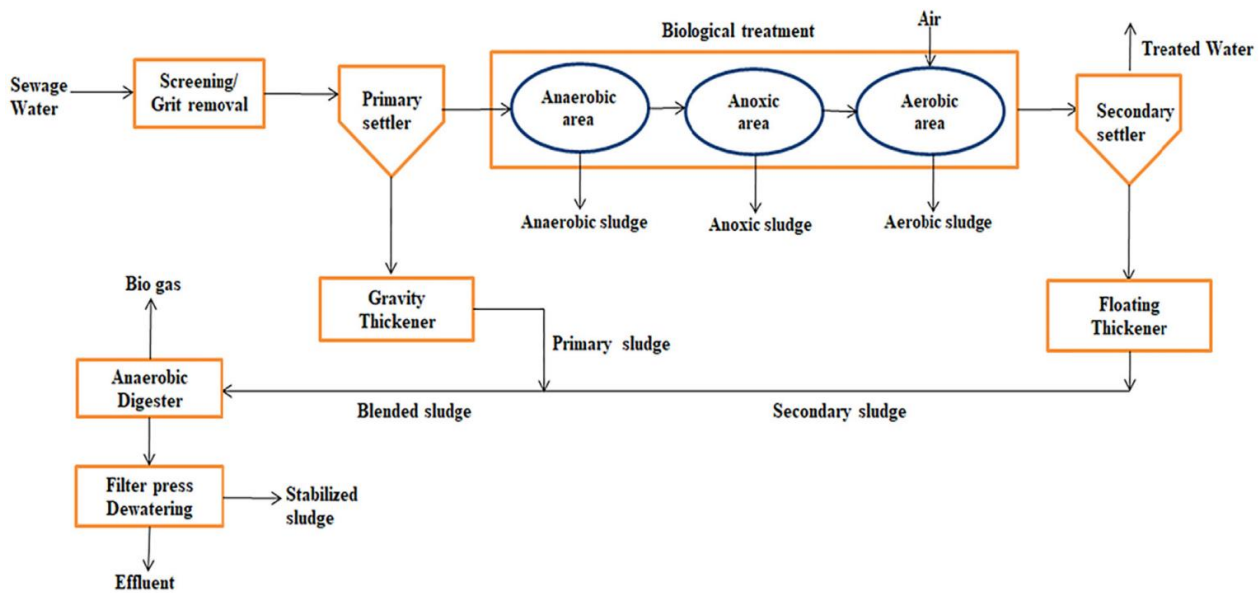 Biological treatment
Air
Treated Water
Sewage
Water
Screening/
Grit removal
Primary
settler
Anaerobic
area
Anoxic
area
Aerobic
area
Secondary
settler
Anaerobic sludge
Anoxic sludge
Aerobic sludge
Bio gas
Gravity
Thickener
Floating
Thickener
Primary sludge
Anaerobic
Digester
Blended sludge
Secondary sludge
Filter press
Dewatering
Stabilized
sludge
Effluent